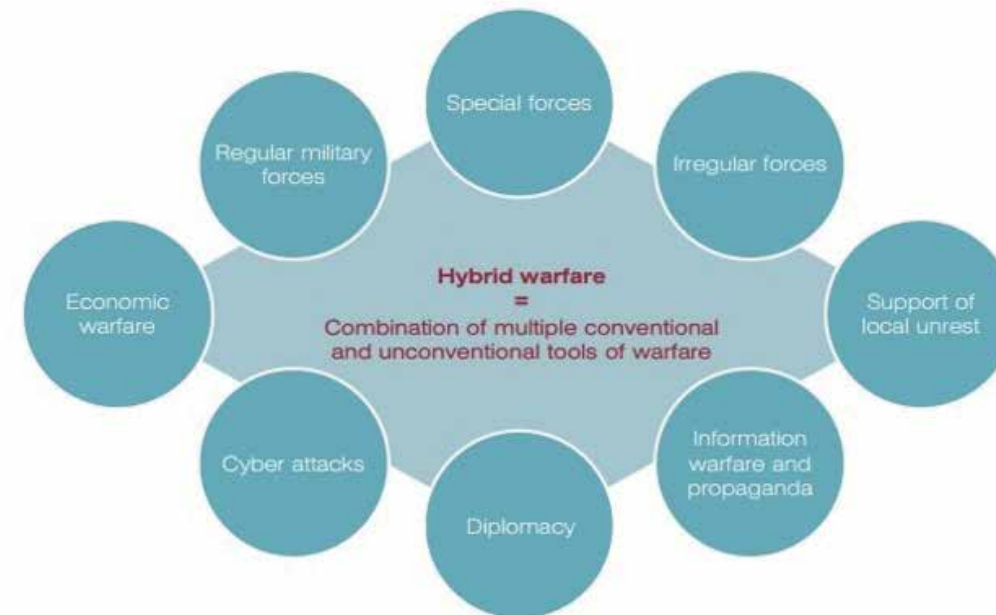 Special forces
Regular military
forces
Irregular forces
Economic
warfare
Hybrid warfare
=
Combination of multiple conventional
and unconventional tools of warfare
Support of
local unrest
Cyber attacks
Information
warfare and
propaganda
Diplomacy